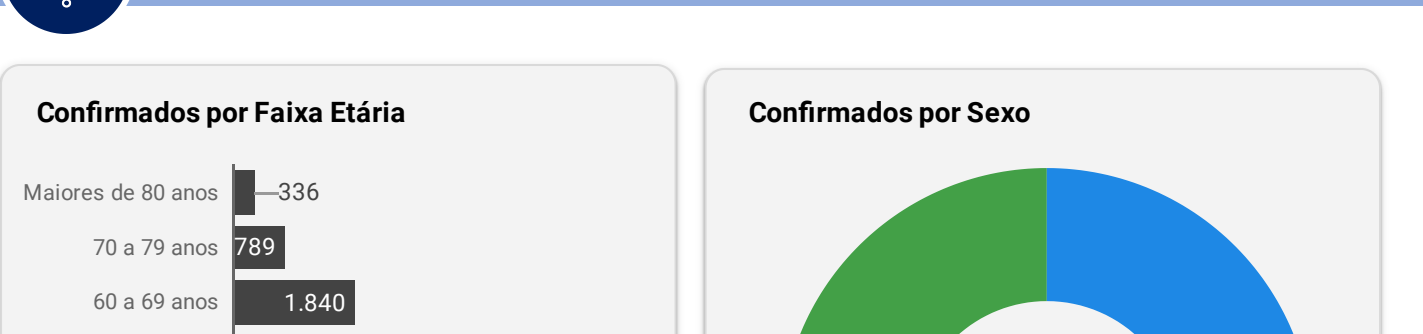 Confirmados por Faixa Etária
Maiores de 80 anos 336
70 a 79 anos 789
60 a 69 anos 1.840
Confirmados por Sexo